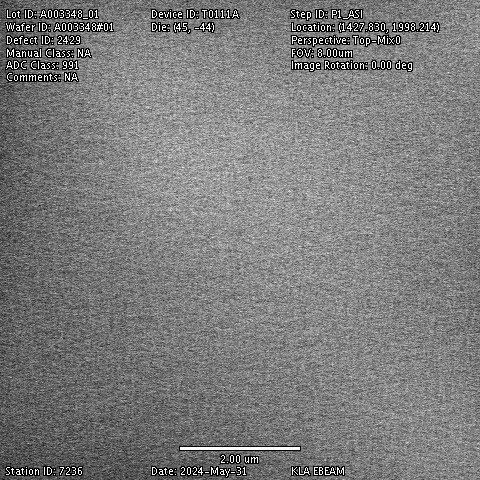 Lot ID: A003348_01 Device ID: T0111A Step ID: P1_ASI
Wafer ID: A003348#01 Die: (45, -44) Location: (1427.830, 1998.214)
Defect ID: 2429 Perspective: Top-Mix0
Manual Class: NA FOV: 8.00um
ADC Class: 991 Image Rotation: 0.00 deg
Comments: NA
2.00 um
Station ID: 7236 Date: 2024-May-31 KLA EBEAM